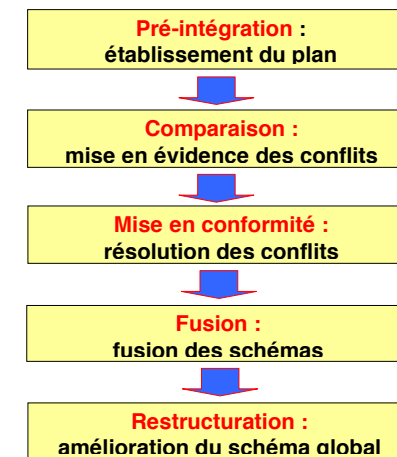 Pré-intégration :
établissement du plan
Comparaison :
mise en évidence des conflits
Mise en conformité :
résolution des conflits
Fusion :
fusion des schémas
Restructuration :
amélioration du schéma global